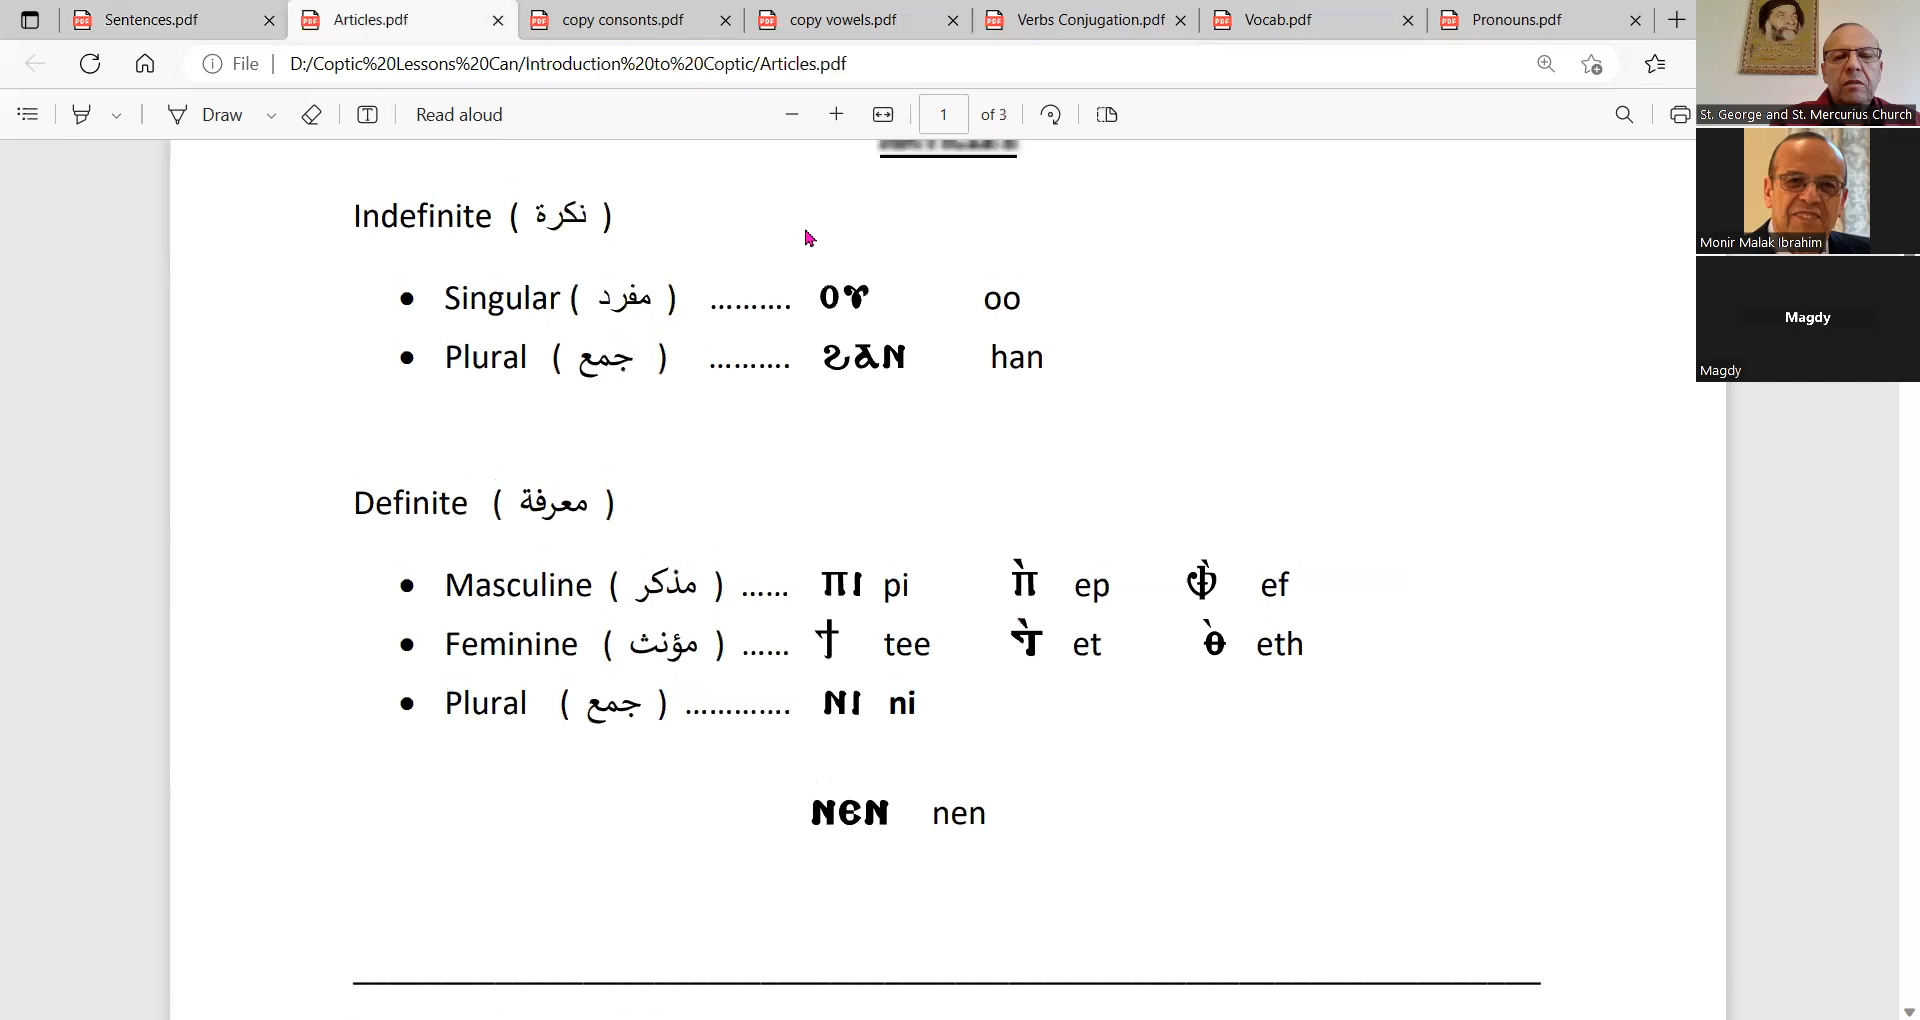 Sentences.pdf Articles.pdf copy consonts.pdf copy vowels.pdf Verbs Conjugation.pdf Vocab.pdf Pronouns.pdf
File D:/Coptic%20Lessons%20Can/Introduction%20to%20Coptic/Articles.pdf
Draw Read aloud 1 of 3
St. George and St. Mercurius Church
Monir Malak Ibrahim
Magdy
Magdy
Indefinite ( نكرة )
• Singular ( مفرد ) .......... ⲟⲩ oo
• Plural ( جمع ) .......... ϩⲁⲛ han
Definite ( معرفة )
• Masculine ( مذكر ) ...... ⲡⲓ pi ⲡ̀ ep ⲫ̀ ef
• Feminine ( مؤنث ) ...... ϯ tee ⲧ̀ et ⲑ̀ eth
• Plural ( جمع ) ............. ⲛⲓ ni
ⲛⲉⲛ nen